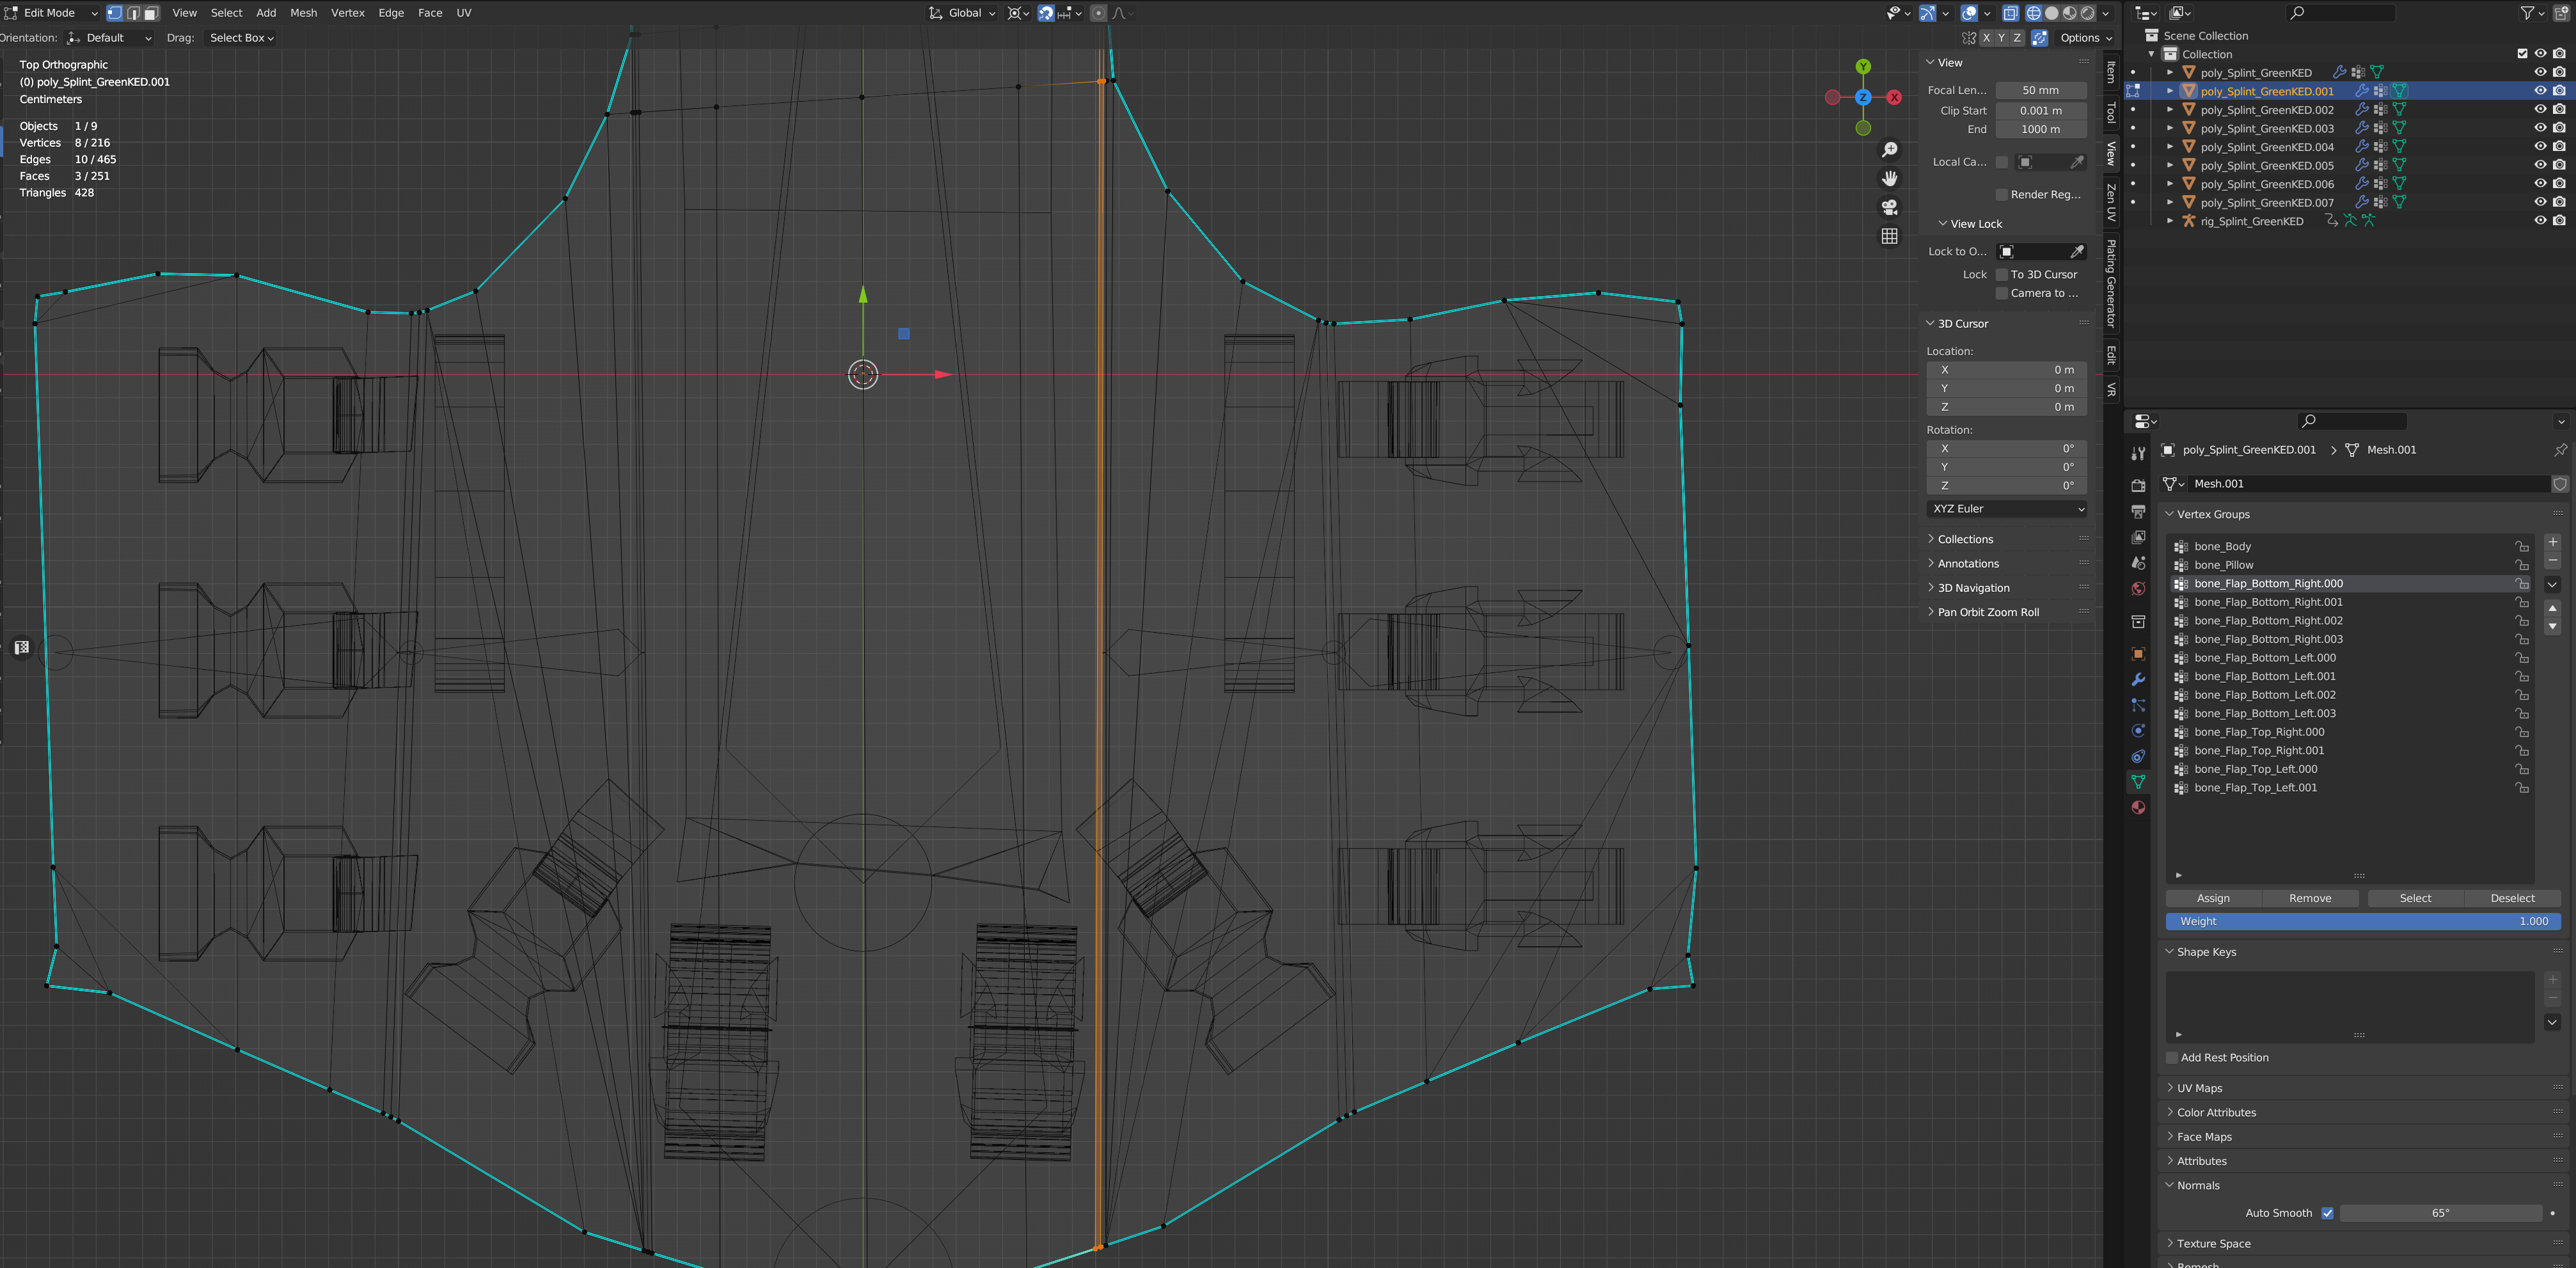 Edit Mode View Select Add Mesh Vertex Edge Face UV Global
Orientation: Default Drag: Select Box X Y Z Options
Top Orthographic
(0) poly_Splint_GreenKED.001
Centimeters
Objects 1 / 9
Vertices 8 / 216
Edges 10 / 465
Faces 3 / 251
Triangles 428
Y
Z X
View
Focal Len... 50 mm
Clip Start 0.001 m
End 1000 m
Local Ca...
Render Reg...
View Lock
Lock to O...
Lock To 3D Cursor
Camera to ...
3D Cursor
Location:
X 0 m
Y 0 m
Z 0 m
Rotation:
X 0°
Y 0°
Z 0°
XYZ Euler
Collections
Annotations
3D Navigation
Pan Orbit Zoom Roll
Item
Tool
View
Zen UV
Plating Generator
Edit
VR
Scene Collection
Collection
poly_Splint_GreenKED
poly_Splint_GreenKED.001
poly_Splint_GreenKED.002
poly_Splint_GreenKED.003
poly_Splint_GreenKED.004
poly_Splint_GreenKED.005
poly_Splint_GreenKED.006
poly_Splint_GreenKED.007
rig_Splint_GreenKED
poly_Splint_GreenKED.001 Mesh.001
Mesh.001
Vertex Groups
bone_Body
bone_Pillow
bone_Flap_Bottom_Right.000
bone_Flap_Bottom_Right.001
bone_Flap_Bottom_Right.002
bone_Flap_Bottom_Right.003
bone_Flap_Bottom_Left.000
bone_Flap_Bottom_Left.001
bone_Flap_Bottom_Left.002
bone_Flap_Bottom_Left.003
bone_Flap_Top_Right.000
bone_Flap_Top_Right.001
bone_Flap_Top_Left.000
bone_Flap_Top_Left.001
Assign Remove Select Deselect
Weight 1.000
Shape Keys
Add Rest Position
UV Maps
Color Attributes
Face Maps
Attributes
Normals
Auto Smooth 65°
Texture Space
Remesh